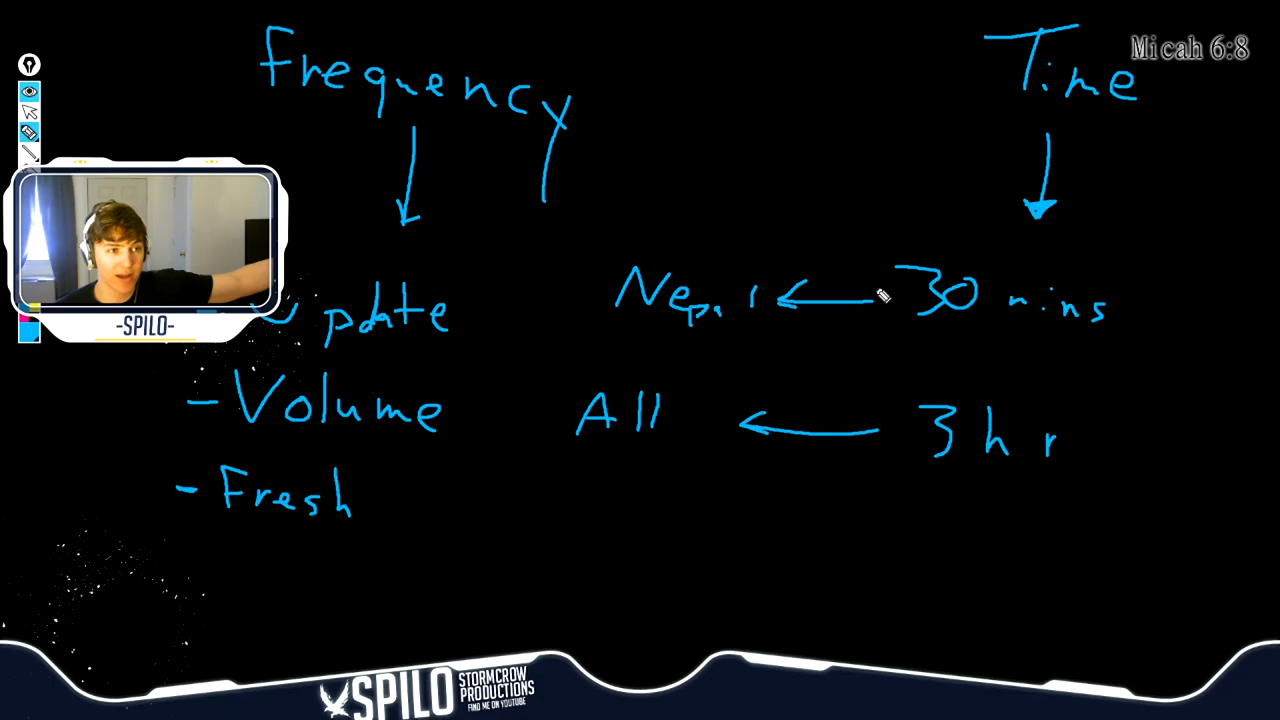 Frequency
Time
Micah 6:8
-SPILO-
update
Nepal
30 mins
- Volume
All
3 hr
- Fresh
SPILO
STORMCROW
PRODUCTIONS
FIND ME ON YOUTUBE